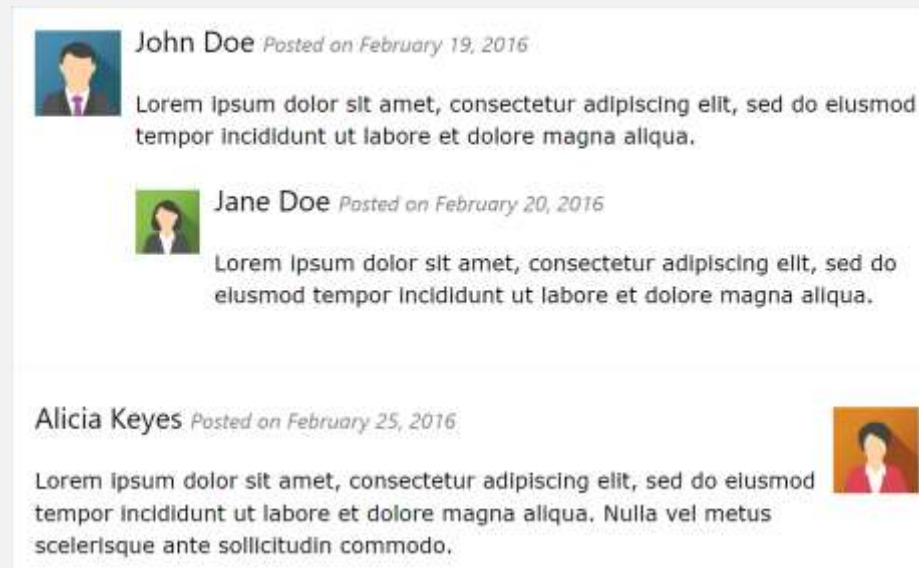 John Doe Posted on February 19, 2016
Lorem ipsum dolor sit amet, consectetur adipiscing elit, sed do eiusmod
tempor incididunt ut labore et dolore magna aliqua.
Jane Doe Posted on February 20, 2016
Lorem ipsum dolor sit amet, consectetur adipiscing elit, sed do
eiusmod tempor incididunt ut labore et dolore magna aliqua.
Alicia Keyes Posted on February 25, 2016
Lorem ipsum dolor sit amet, consectetur adipiscing elit, sed do eiusmod
tempor incididunt ut labore et dolore magna aliqua. Nulla vel metus
scelerisque ante sollicitudin commodo.